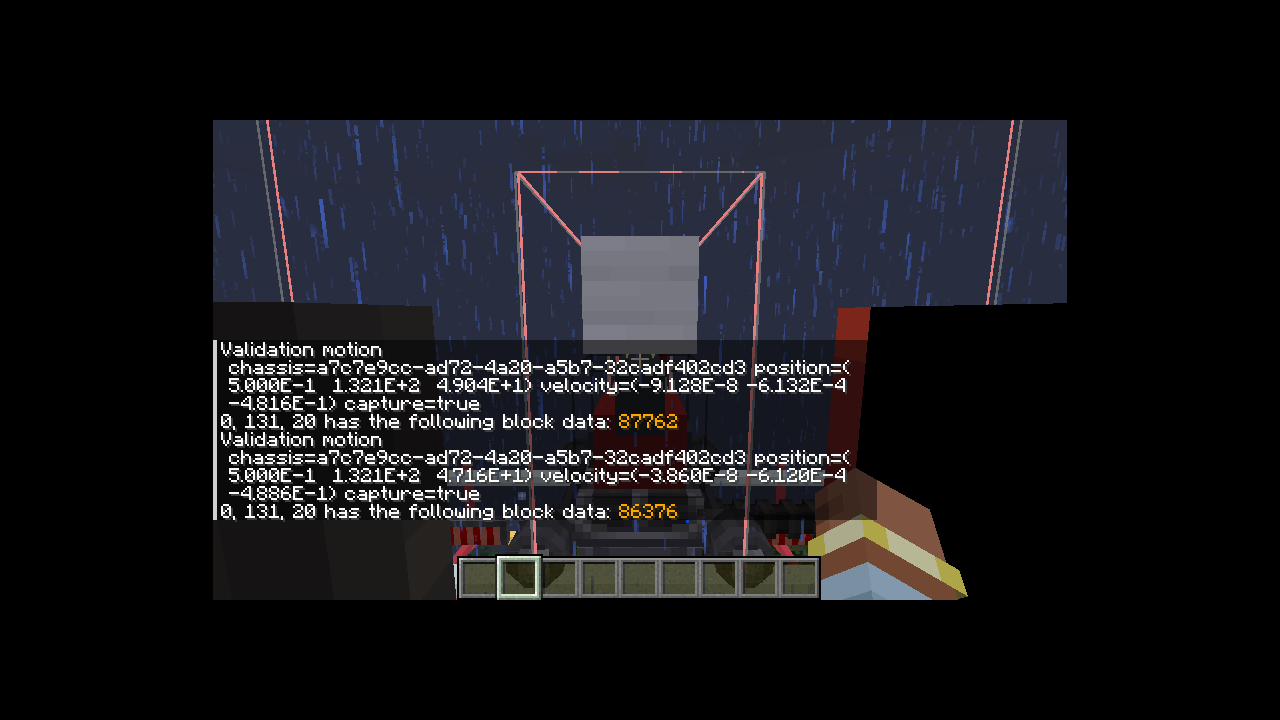 Validation motion
chassis=a7c7e9cc-ad72-4a20-a5b7-32cadf402cd3 position=(
5.000E-1 1.321E+2 4.904E+1) velocity=(-9.128E-8 -6.132E-4
-4.816E-1) capture=true
0, 131, 20 has the following block data: 87762
Validation motion
chassis=a7c7e9cc-ad72-4a20-a5b7-32cadf402cd3 position=(
5.000E-1 1.321E+2 4.716E+1) velocity=(-3.860E-8 -6.120E-4
-4.886E-1) capture=true
0, 131, 20 has the following block data: 86376